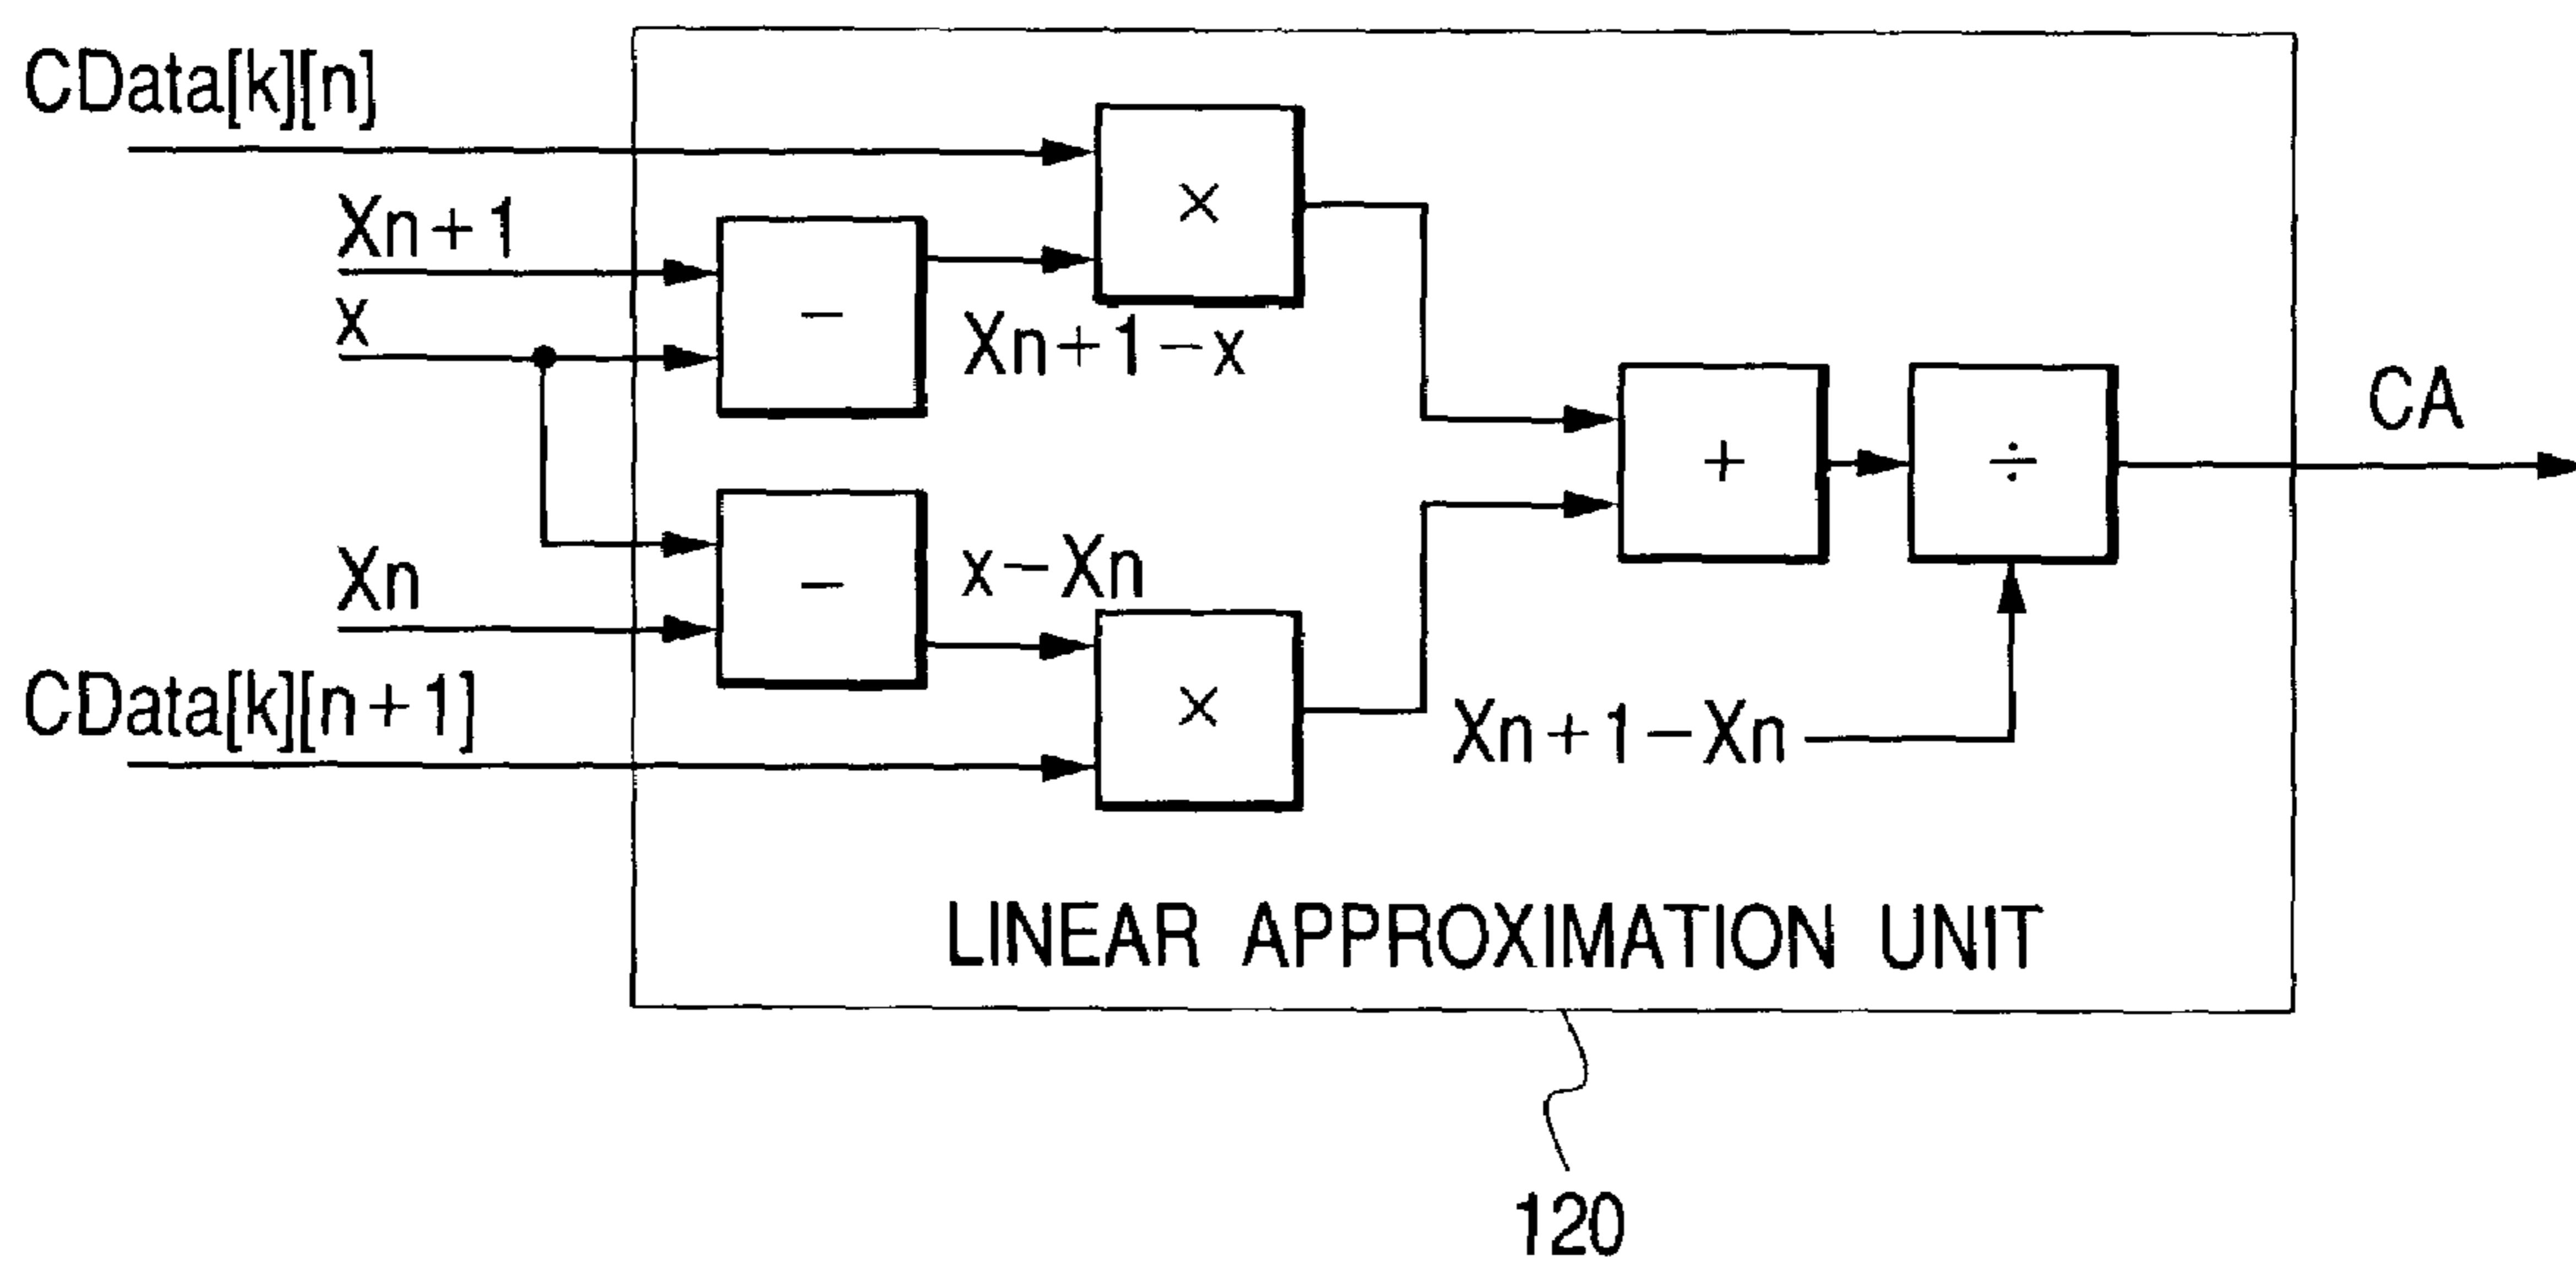 CData[k][n]
Xn+1
x
Xn
CData[k][n+1]
×
−
Xn+1−x
−
x−Xn
×
+
÷
Xn+1−Xn
CA
LINEAR APPROXIMATION UNIT
120